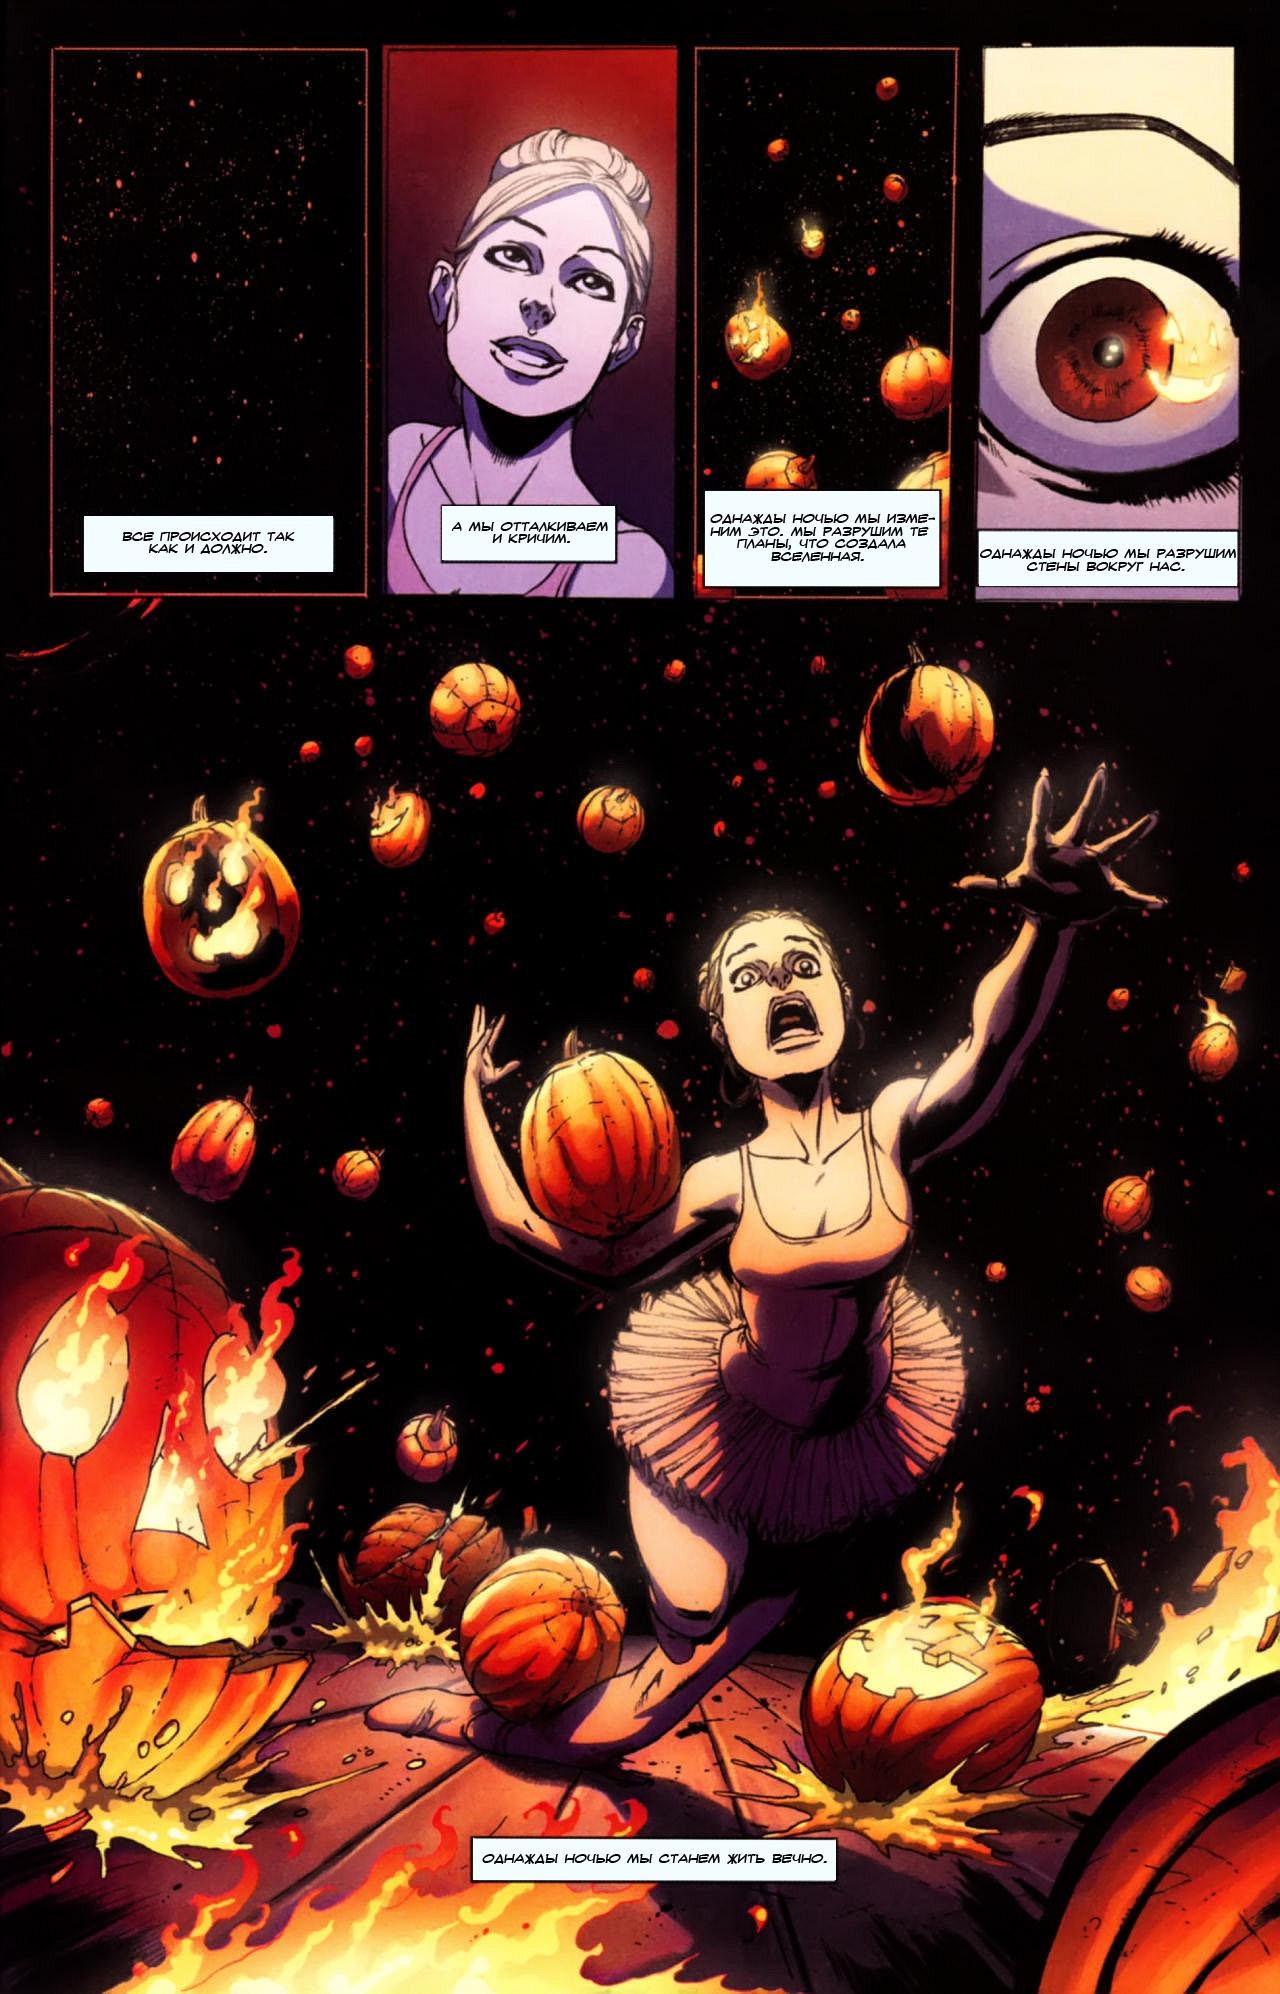 ВСЕ ПРОИСХОДИТ ТАК
КАК И ДОЛЖНО.
А МЫ ОТТАЛКИВАЕМ
И КРИЧИМ.
ОДНАЖДЫ НОЧЬЮ МЫ ИЗМЕ-
НИМ ЭТО. МЫ РАЗРУШИМ ТЕ
ПЛАНЫ, ЧТО СОЗДАЛА
ВСЕЛЕННАЯ.
ОДНАЖДЫ НОЧЬЮ МЫ РАЗРУШИМ
СТЕНЫ ВОКРУГ НАС.
ОДНАЖДЫ НОЧЬЮ МЫ СТАНЕМ ЖИТЬ ВЕЧНО.